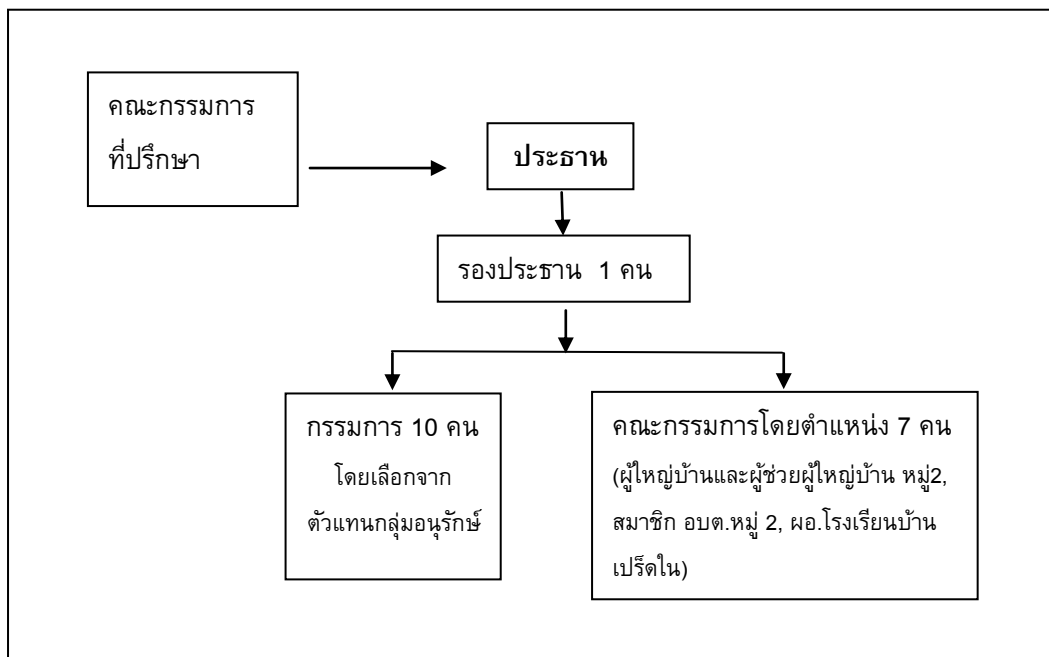 คณะกรรมการ
ที่ปรึกษา
ประธาน
รองประธาน 1 คน
กรรมการ 10 คน
โดยเลือกจาก
ตัวแทนกลุ่มอนุรักษ์
คณะกรรมการโดยตำแหน่ง 7 คน
(ผู้ใหญ่บ้านและผู้ช่วยผู้ใหญ่บ้าน หมู่2,
สมาชิก อบต.หมู่ 2, ผอ.โรงเรียนบ้าน
เปร็ดใน)